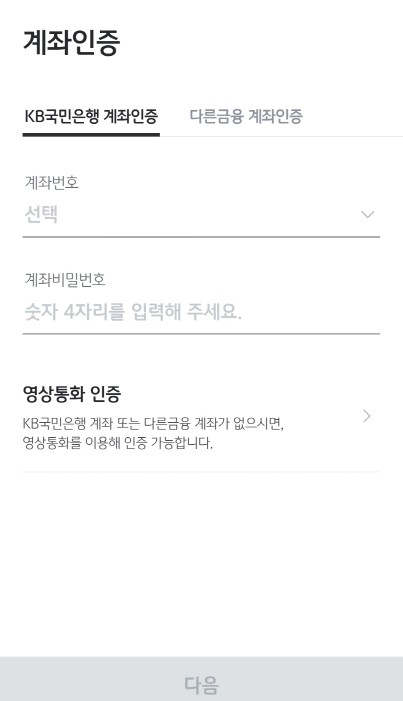 계좌인증
KB국민은행 계좌인증
다른금융 계좌인증
계좌번호
선택
계좌비밀번호
숫자 4자리를 입력해 주세요.
영상통화 인증
KB국민은행 계좌 또는 다른금융 계좌가 없으시면,
영상통화를 이용해 인증 가능합니다.
다음